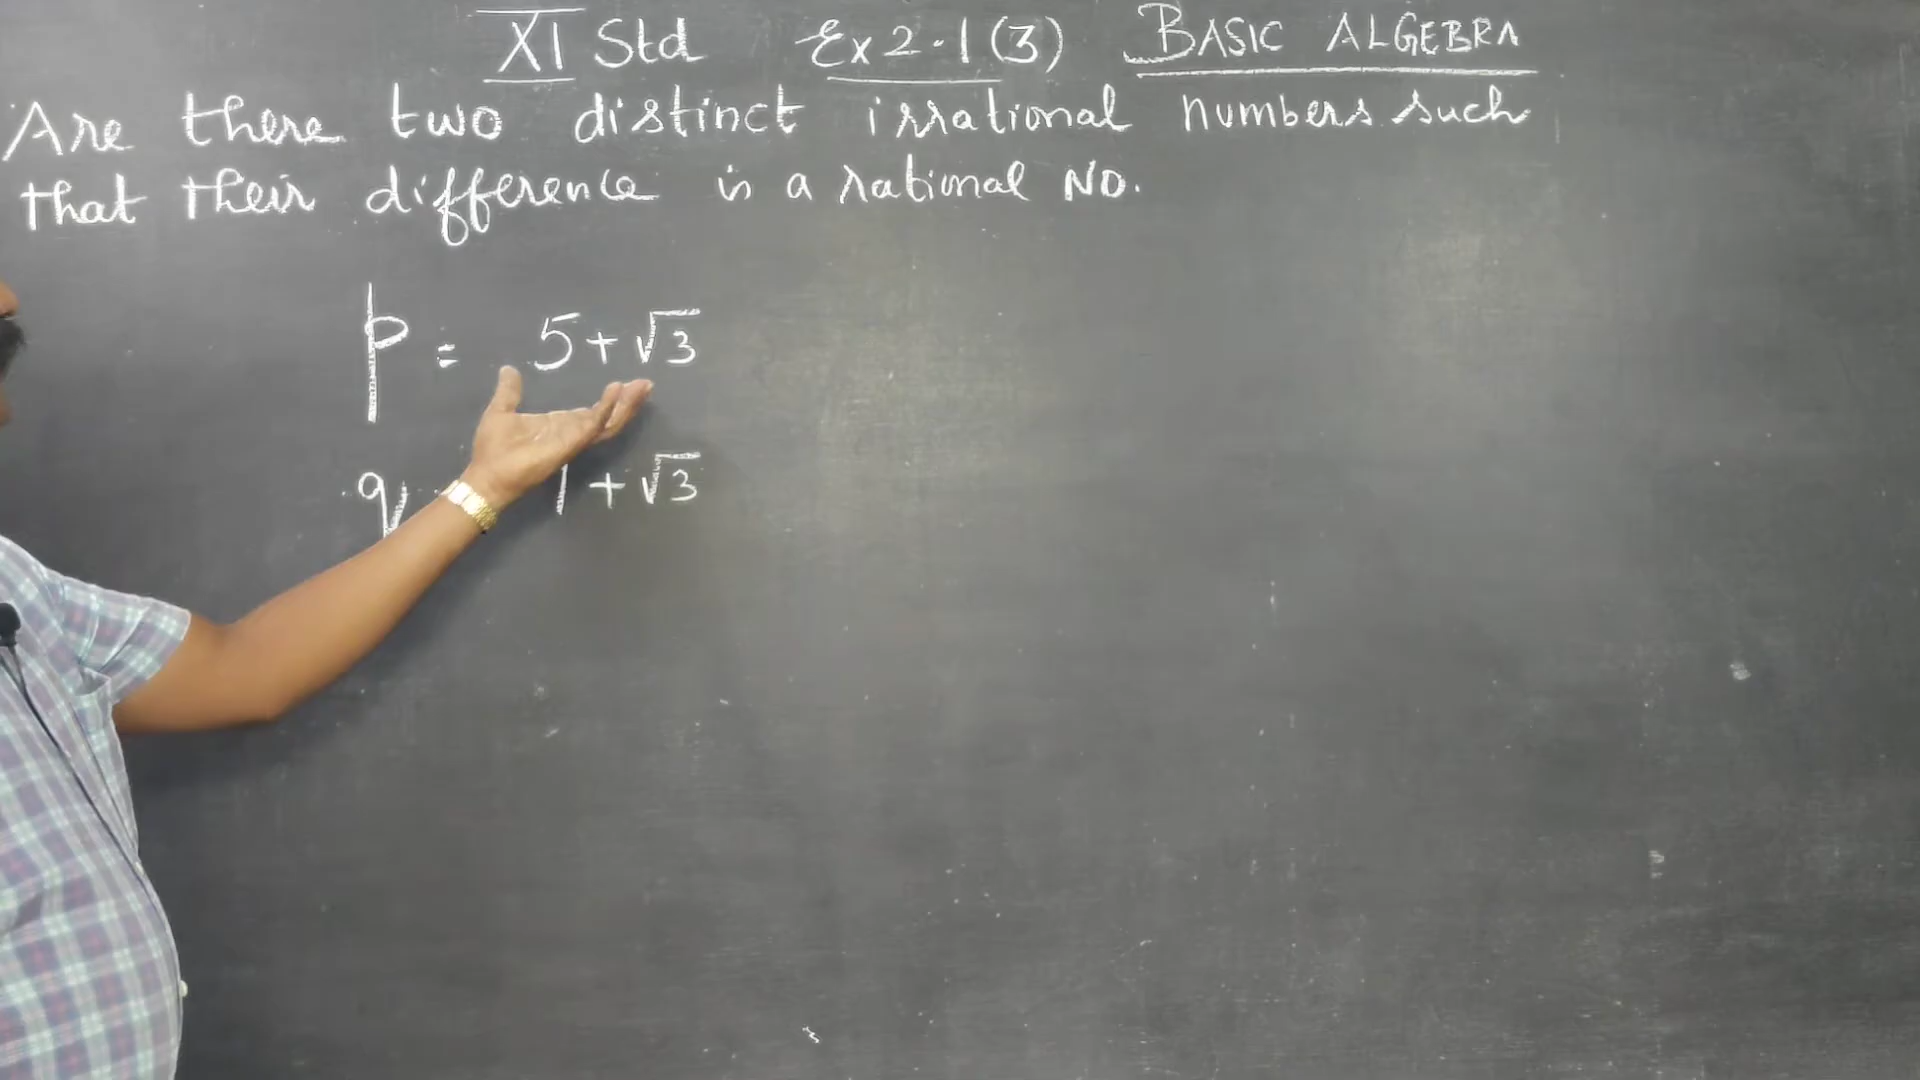 XI Std Ex 2.1 (3) BASIC ALGEBRA
Are there two distinct irrational numbers such
that their difference is a rational NO.
p = 5 + √3
q 1 + √3